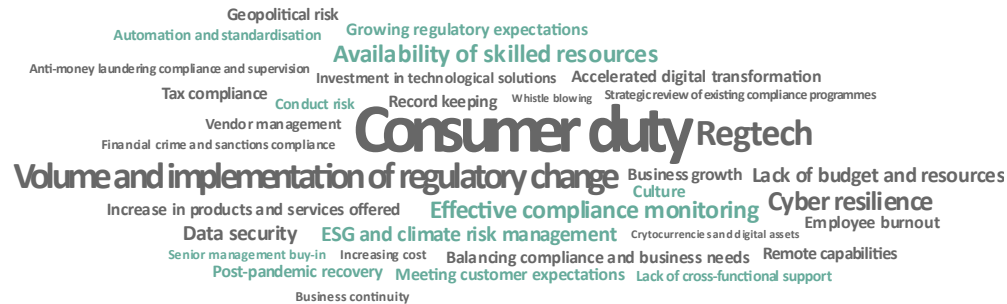 Geopolitical risk
Automation and standardisation
Growing regulatory expectations
Availability of skilled resources
Anti-money laundering compliance and supervision
Investment in technological solutions
Accelerated digital transformation
Tax compliance
Conduct risk
Record keeping
Whistle blowing
Strategic review of existing compliance programmes
Vendor management
Consumer duty
Regtech
Financial crime and sanctions compliance
Volume and implementation of regulatory change
Business growth
Lack of budget and resources
Culture
Increase in products and services offered
Effective compliance monitoring
Cyber resilience
Employee burnout
Data security
ESG and climate risk management
Crytocurrencies and digital assets
Senior management buy-in
Increasing cost
Balancing compliance and business needs
Remote capabilities
Post-pandemic recovery
Meeting customer expectations
Lack of cross-functional support
Business continuity